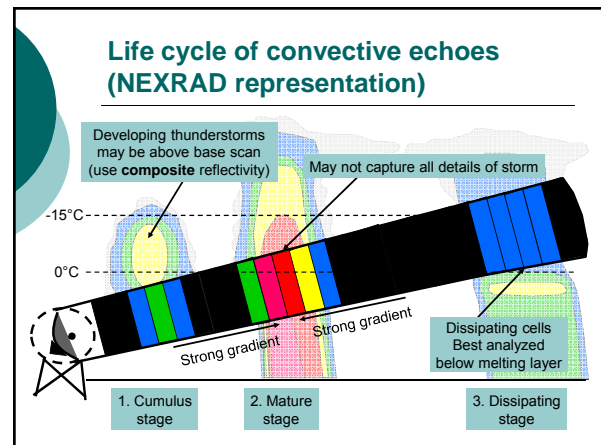 Life cycle of convective echoes
(NEXRAD representation)
Developing thunderstorms
may be above base scan
(use composite reflectivity)
May not capture all details of storm
-15°C
0°C
Strong gradient
Strong gradient
Dissipating cells
Best analyzed
below melting layer
1. Cumulus
stage
2. Mature
stage
3. Dissipating
stage